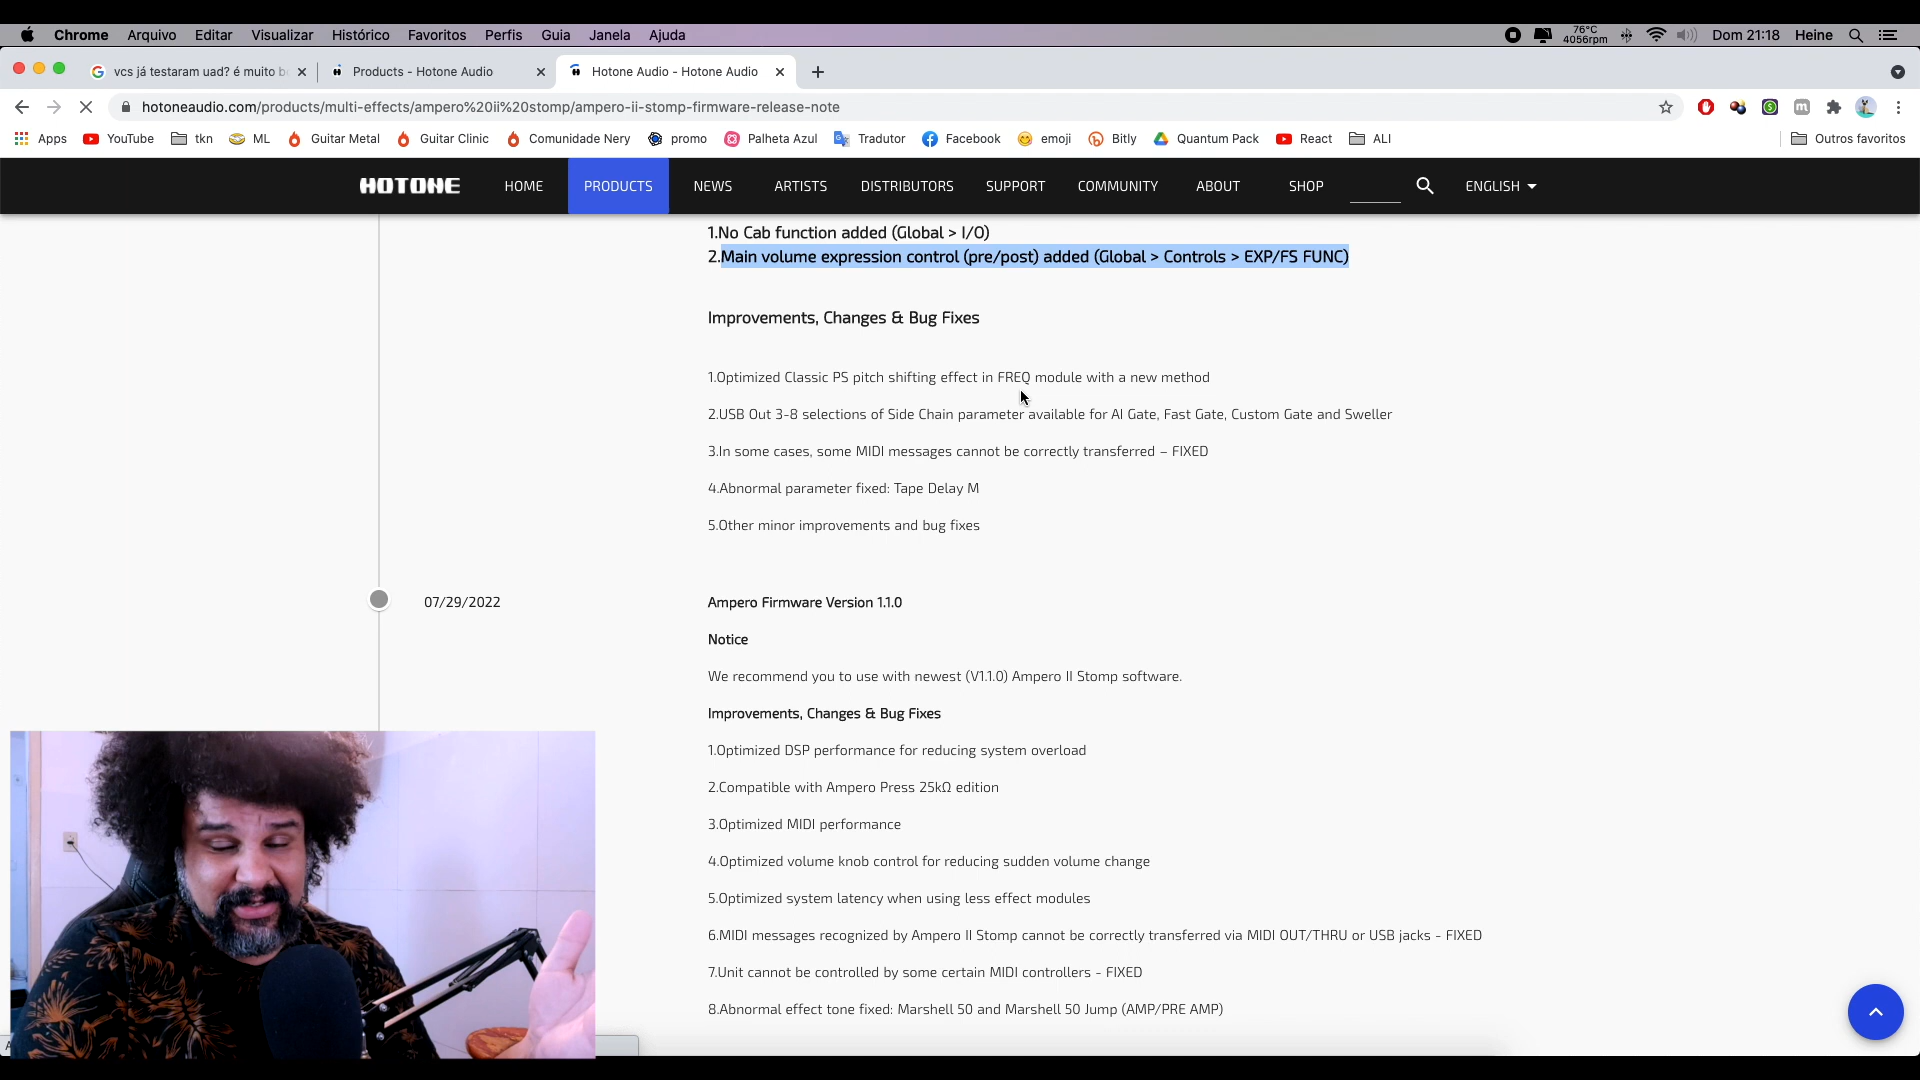 Chrome Arquivo Editar Visualizar Histórico Favoritos Perfis Guia Janela Ajuda
76°C
4056rpm
Dom 21:18 Heine
vcs já testaram uad? é muito b
Products - Hotone Audio
Hotone Audio - Hotone Audio
hotoneaudio.com/products/multi-effects/ampero%20ii%20stomp/ampero-ii-stomp-firmware-release-note
Apps YouTube tkn ML Guitar Metal Guitar Clinic Comunidade Nery promo Palheta Azul Tradutor Facebook emoji Bitly Quantum Pack React ALI Outros favoritos
HOTONE HOME PRODUCTS NEWS ARTISTS DISTRIBUTORS SUPPORT COMMUNITY ABOUT SHOP ENGLISH
1.No Cab function added (Global > I/O)
2.Main volume expression control (pre/post) added (Global > Controls > EXP/FS FUNC)
Improvements, Changes & Bug Fixes
1.Optimized Classic PS pitch shifting effect in FREQ module with a new method
2.USB Out 3-8 selections of Side Chain parameter available for AI Gate, Fast Gate, Custom Gate and Sweller
3.In some cases, some MIDI messages cannot be correctly transferred – FIXED
4.Abnormal parameter fixed: Tape Delay M
5.Other minor improvements and bug fixes
07/29/2022
Ampero Firmware Version 1.1.0
Notice
We recommend you to use with newest (V1.1.0) Ampero II Stomp software.
Improvements, Changes & Bug Fixes
1.Optimized DSP performance for reducing system overload
2.Compatible with Ampero Press 25kΩ edition
3.Optimized MIDI performance
4.Optimized volume knob control for reducing sudden volume change
5.Optimized system latency when using less effect modules
6.MIDI messages recognized by Ampero II Stomp cannot be correctly transferred via MIDI OUT/THRU or USB jacks - FIXED
7.Unit cannot be controlled by some certain MIDI controllers - FIXED
8.Abnormal effect tone fixed: Marshell 50 and Marshell 50 Jump (AMP/PRE AMP)